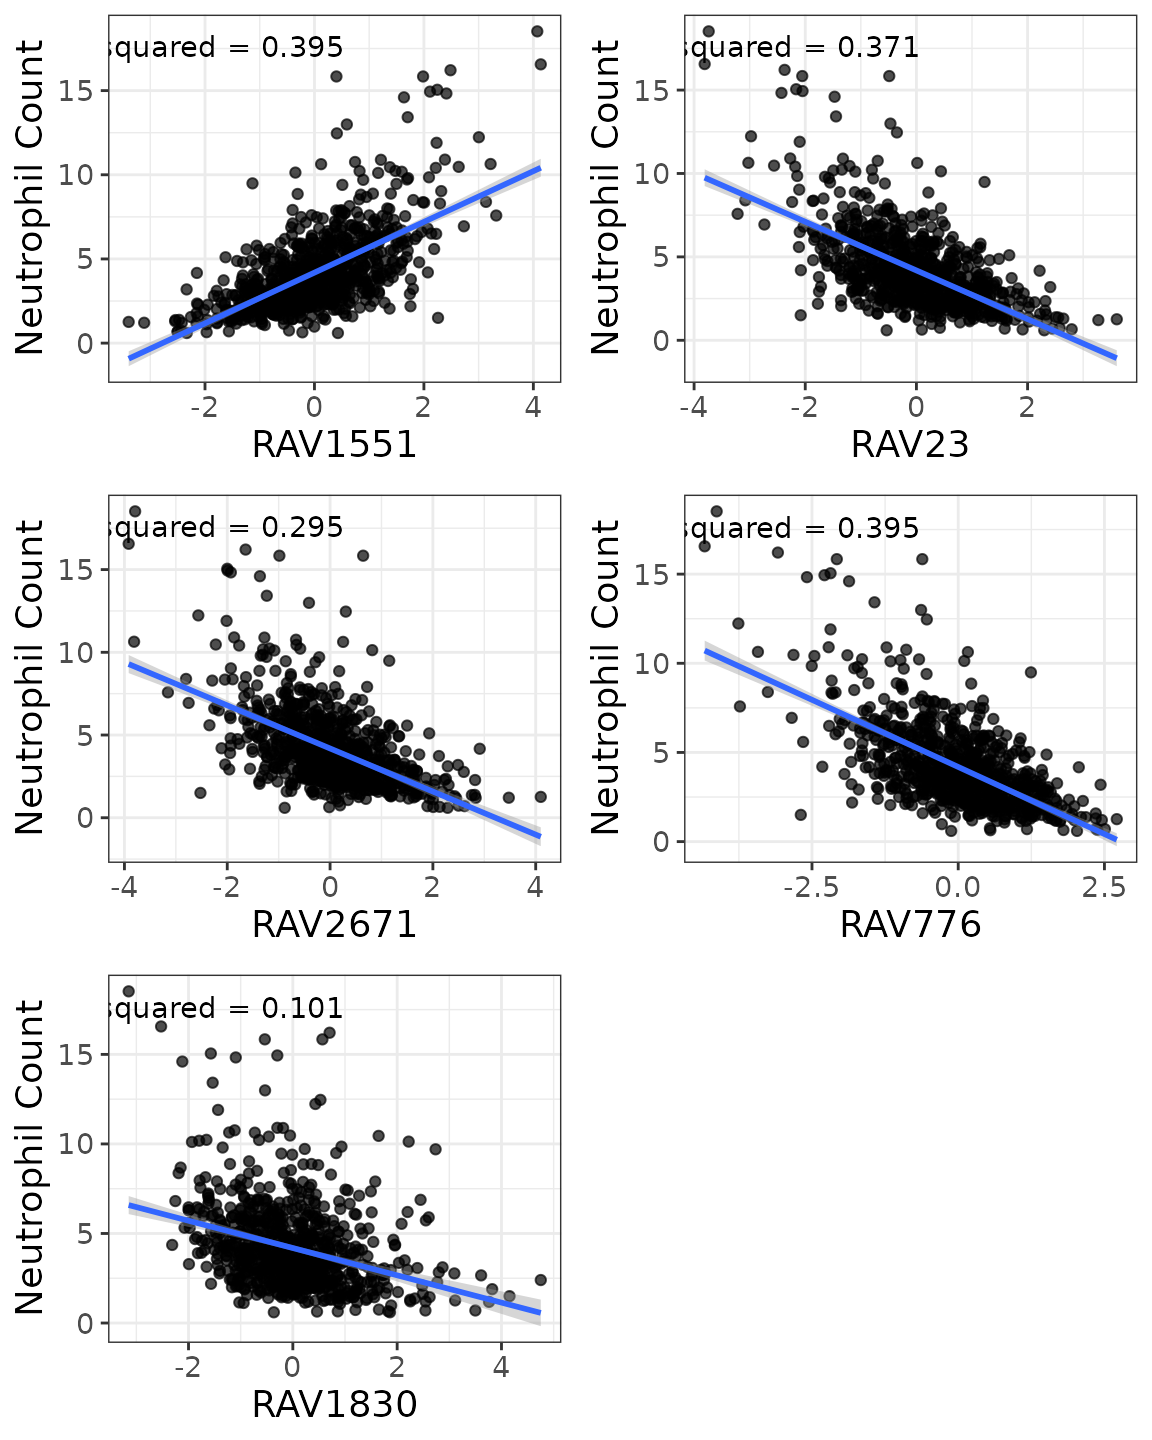 squared = 0.395
Neutrophil Count
15
10
5
0
-2 0 2 4
RAV1551
squared = 0.371
Neutrophil Count
15
10
5
0
-4 -2 0 2
RAV23
squared = 0.295
Neutrophil Count
15
10
5
0
-4 -2 0 2 4
RAV2671
squared = 0.395
Neutrophil Count
15
10
5
0
-2.5 0.0 2.5
RAV776
squared = 0.101
Neutrophil Count
15
10
5
0
-2 0 2 4
RAV1830